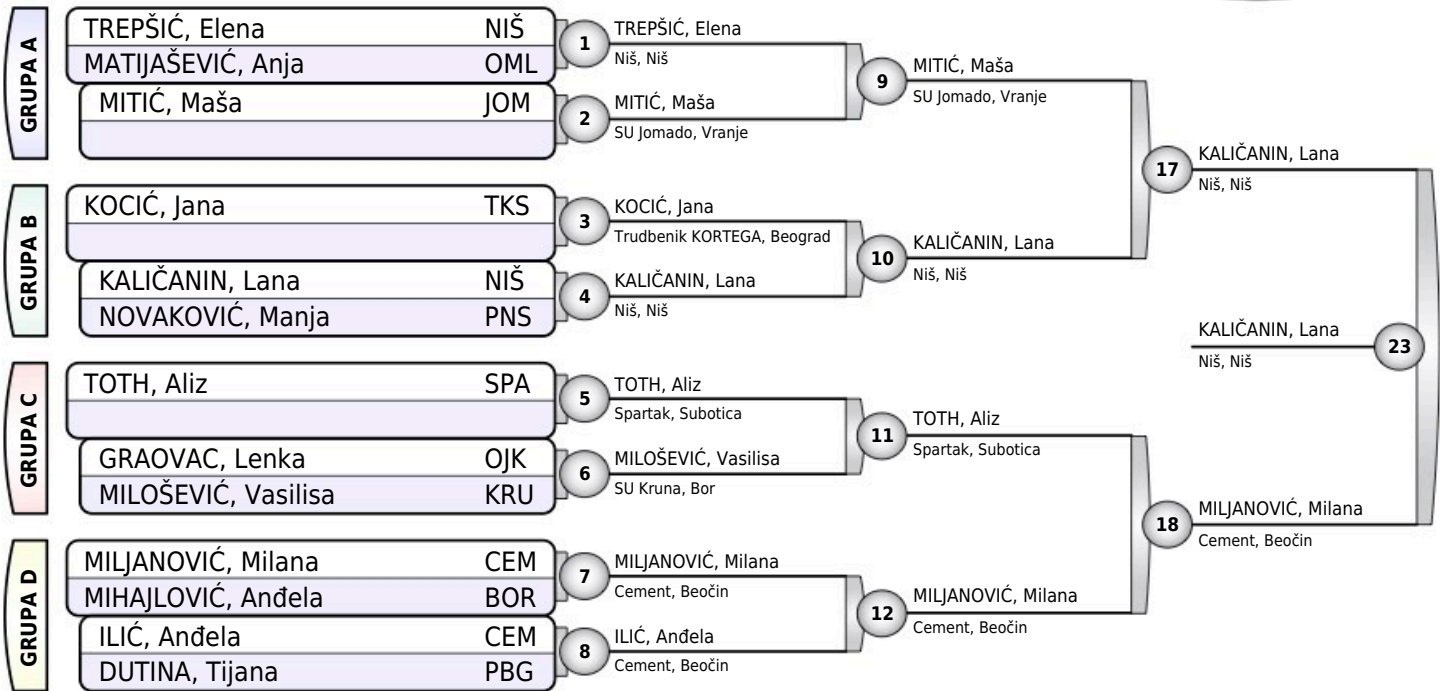 GRUPA A
TREPŠIĆ, Elena NIŠ
MATIJAŠEVIĆ, Anja OML
MITIĆ, Maša JOM
1
TREPŠIĆ, Elena
Niš, Niš
2
MITIĆ, Maša
SU Jomado, Vranje
9
MITIĆ, Maša
SU Jomado, Vranje
GRUPA B
KOCIĆ, Jana TKS
KALIČANIN, Lana NIŠ
NOVAKOVIĆ, Manja PNS
3
KOCIĆ, Jana
Trudbenik KORTEGA, Beograd
4
KALIČANIN, Lana
Niš, Niš
10
KALIČANIN, Lana
Niš, Niš
17
KALIČANIN, Lana
Niš, Niš
GRUPA C
TOTH, Aliz SPA
GRAOVAC, Lenka OJK
MILOŠEVIĆ, Vasilisa KRU
5
TOTH, Aliz
Spartak, Subotica
6
MILOŠEVIĆ, Vasilisa
SU Kruna, Bor
11
TOTH, Aliz
Spartak, Subotica
GRUPA D
MILJANOVIĆ, Milana CEM
MIHAJLOVIĆ, Anđela BOR
ILIĆ, Anđela CEM
DUTINA, Tijana PBG
7
MILJANOVIĆ, Milana
Cement, Beočin
8
ILIĆ, Anđela
Cement, Beočin
12
MILJANOVIĆ, Milana
Cement, Beočin
18
MILJANOVIĆ, Milana
Cement, Beočin
KALIČANIN, Lana
Niš, Niš
23